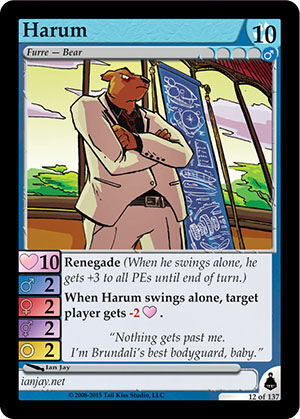 Harum
10
Furre — Bear
10
2
2
2
2
Renegade (When he swings alone, he
gets +3 to all PEs until end of turn.)
When Harum swings alone, target
player gets -2 .
“Nothing gets past me.
I’m Brundali’s best bodyguard, baby.”
Ian Jay
ianjay.net
© 2008-2015 Tail Kiss Studio, LLC
12 of 137